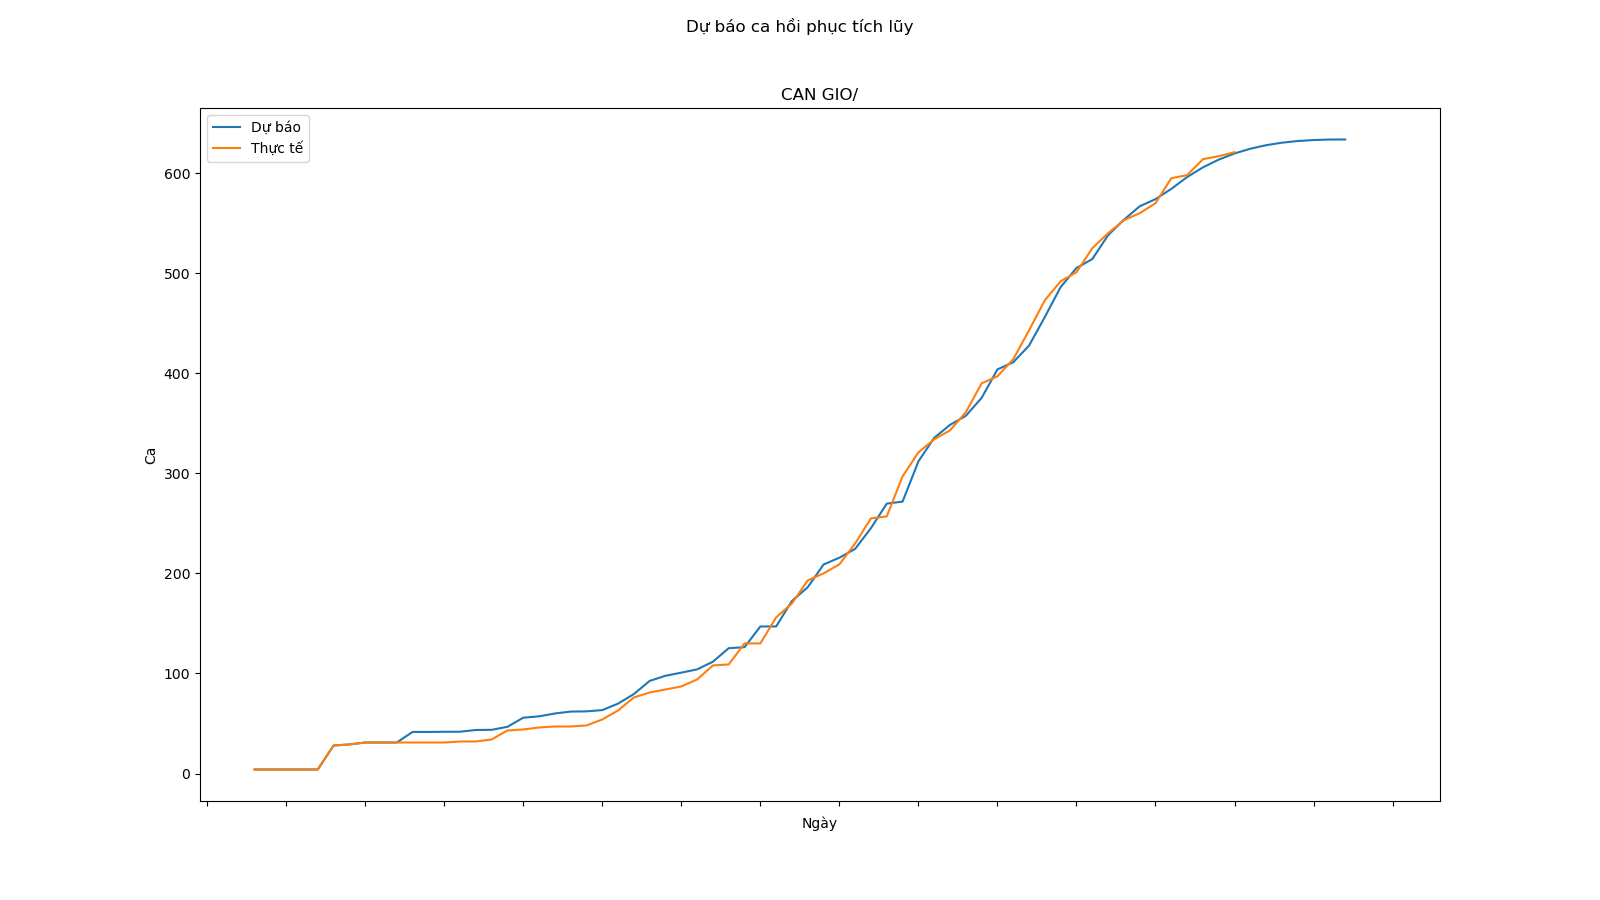 Dự báo ca hồi phục tích lũy
CAN GIO/
Dự báo
Thực tế
600
500
400
300
200
100
0
Ca
Ngày